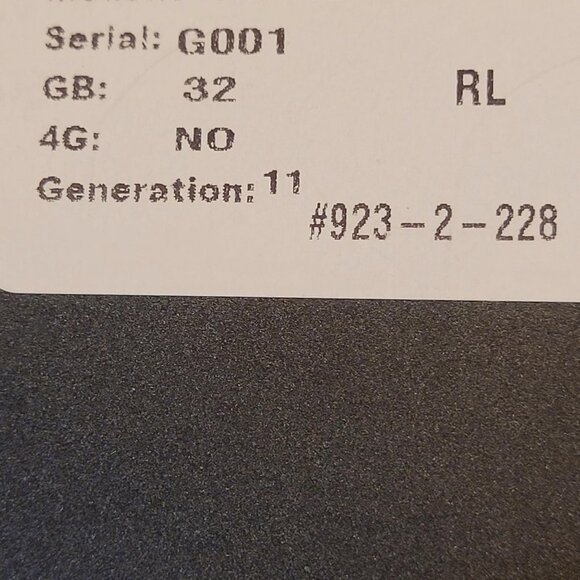 Serial: G001
GB: 32 RL
4G: NO
Generation: 11
#923-2-228